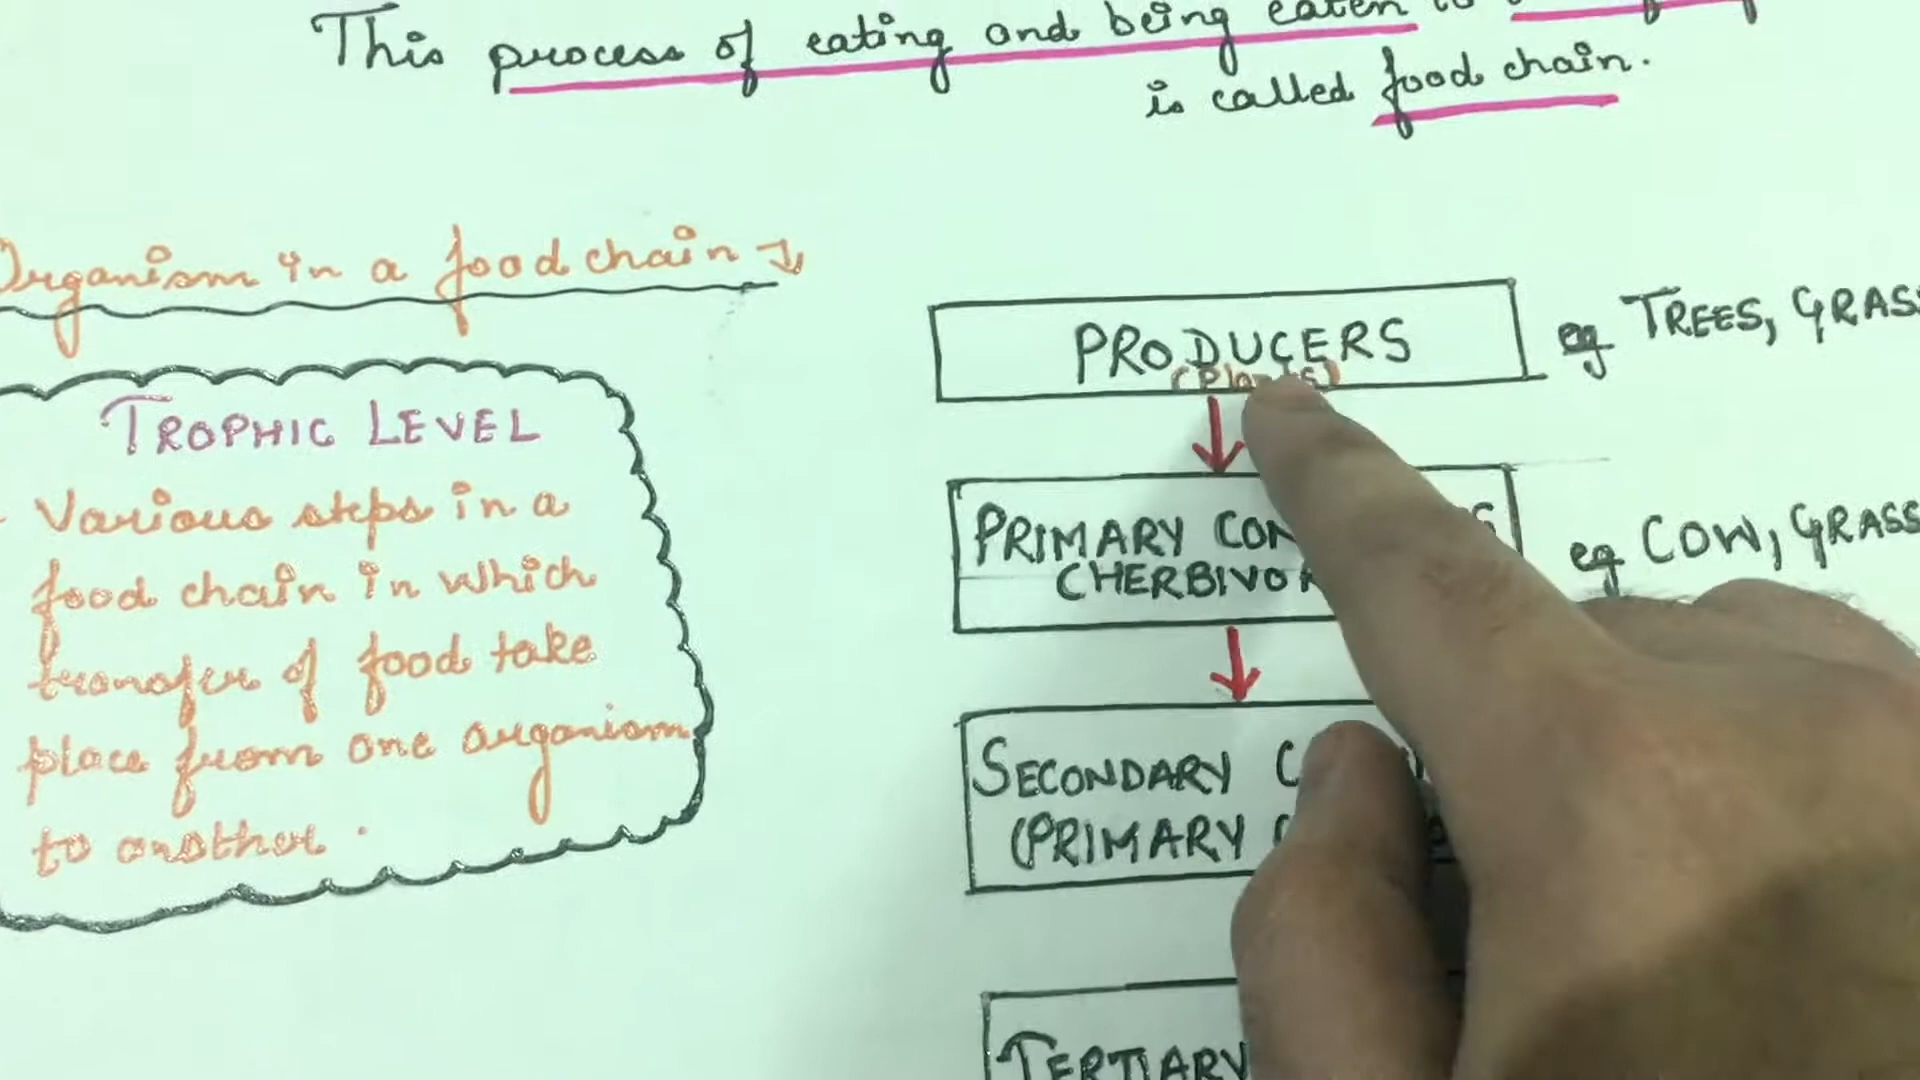 This process of eating and being eaten
is called food chain.
Organism in a food chain
TROPHIC LEVEL
Various steps in a
food chain in which
transfer of food take
place from one organism
to another.
PRODUCERS
eg TREES, GRASS
PRIMARY
CHERBIVOR
eg COW, GRASS
SECONDARY
(PRIMARY
TERTIARY